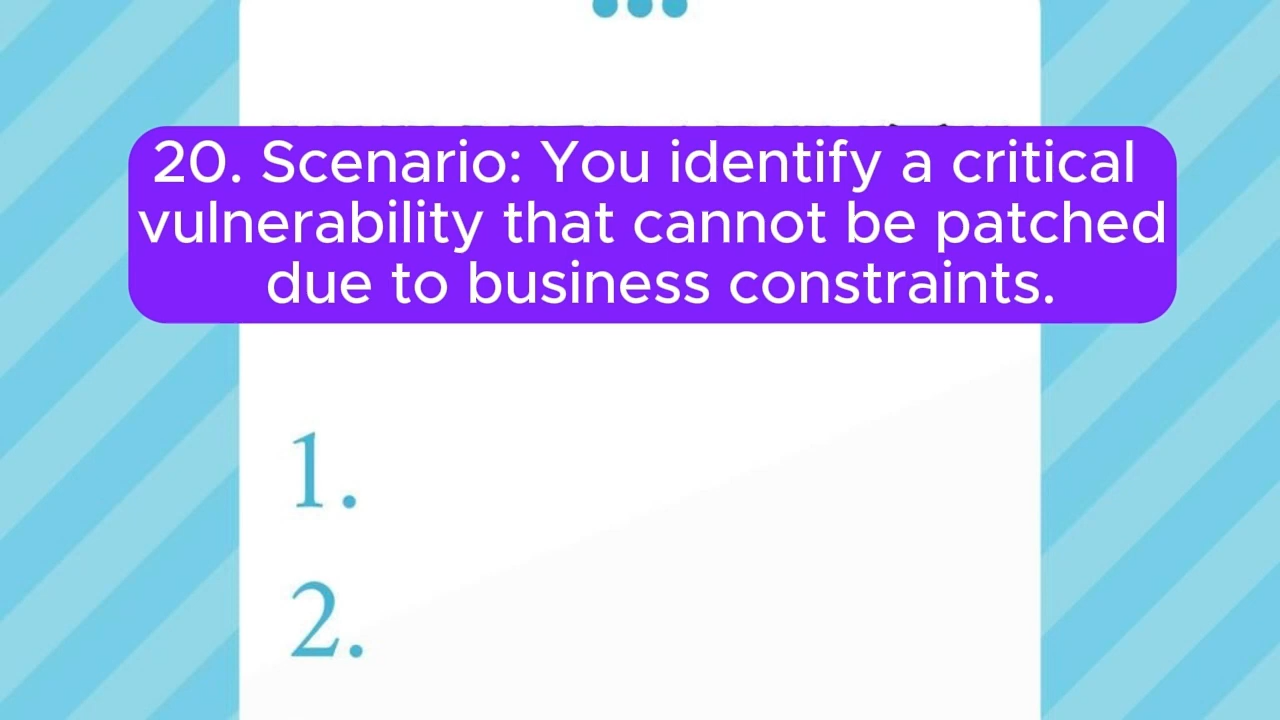 20. Scenario: You identify a critical
vulnerability that cannot be patched
due to business constraints.
1.
2.